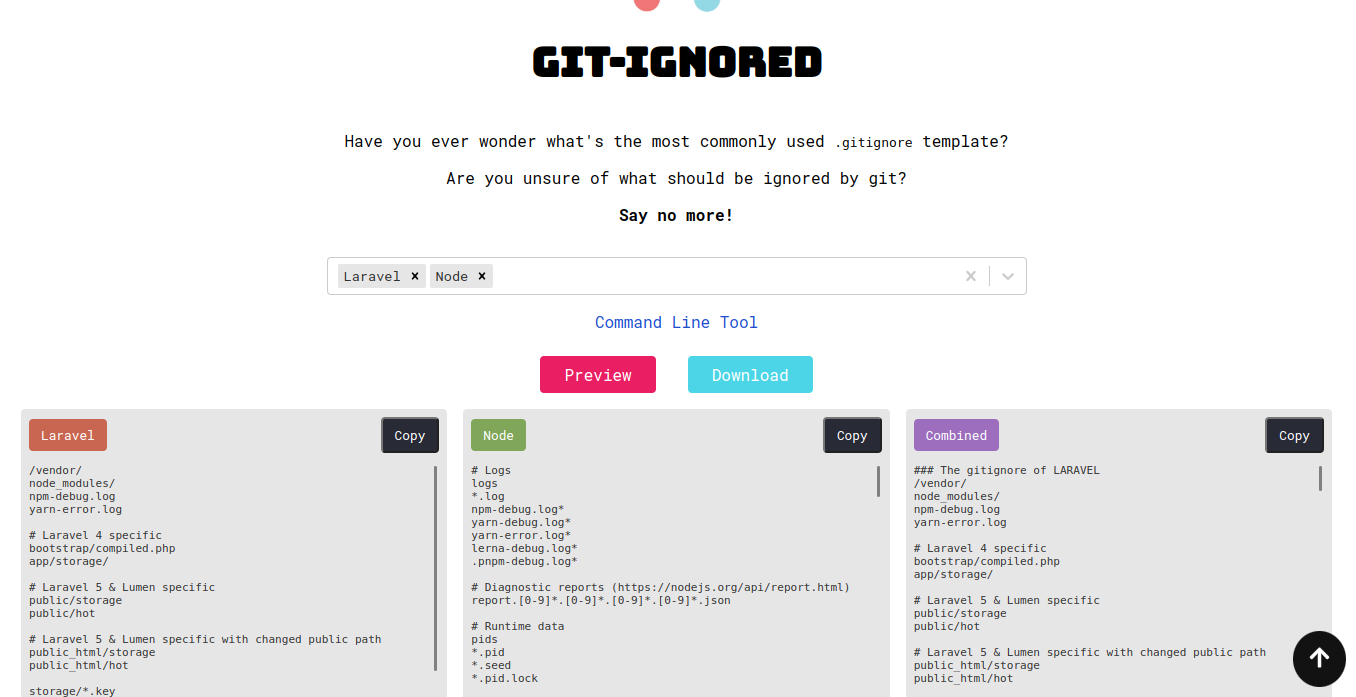 GIT-IGNORED
Have you ever wonder what's the most commonly used .gitignore template?
Are you unsure of what should be ignored by git?
Say no more!
Laravel × Node ×
Command Line Tool
Preview Download
Laravel Copy
/vendor/
node_modules/
npm-debug.log
yarn-error.log
# Laravel 4 specific
bootstrap/compiled.php
app/storage/
# Laravel 5 & Lumen specific
public/storage
public/hot
# Laravel 5 & Lumen specific with changed public path
public_html/storage
public_html/hot
storage/*.key
Node Copy
# Logs
logs
*.log
npm-debug.log*
yarn-debug.log*
yarn-error.log*
lerna-debug.log*
.pnpm-debug.log*
# Diagnostic reports (https://nodejs.org/api/report.html)
report.[0-9]*.[0-9]*.[0-9]*.[0-9]*.json
# Runtime data
pids
*.pid
*.seed
*.pid.lock
Combined Copy
### The gitignore of LARAVEL
/vendor/
node_modules/
npm-debug.log
yarn-error.log
# Laravel 4 specific
bootstrap/compiled.php
app/storage/
# Laravel 5 & Lumen specific
public/storage
public/hot
# Laravel 5 & Lumen specific with changed public path
public_html/storage
public_html/hot